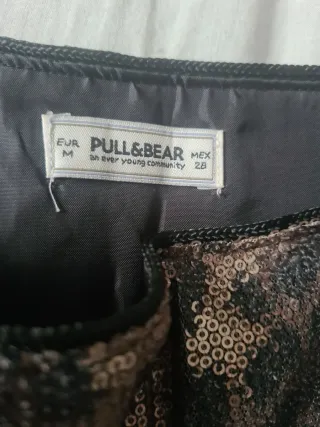 EUR
M
PULL&BEAR
an ever young community
MEX
28